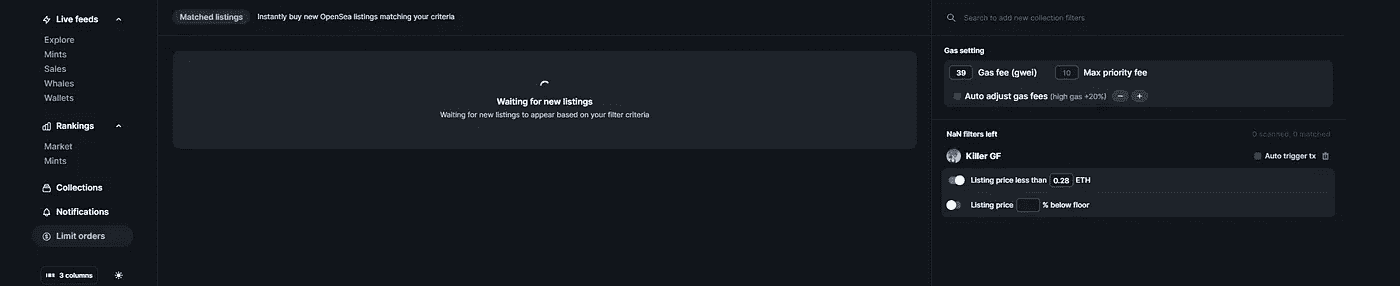 Live feeds
Explore
Mints
Sales
Whales
Wallets
Rankings
Market
Mints
Collections
Notifications
Limit orders
3 columns
Matched listings Instantly buy new OpenSea listings matching your criteria
Waiting for new listings
Waiting for new listings to appear based on your filter criteria
Search to add new collection filters
Gas setting
39 Gas fee (gwei) 10 Max priority fee
Auto adjust gas fees (high gas +20%) − +
NaN filters left 0 scanned, 0 matched
Killer GF Auto trigger tx
Listing price less than 0.28 ETH
Listing price % below floor